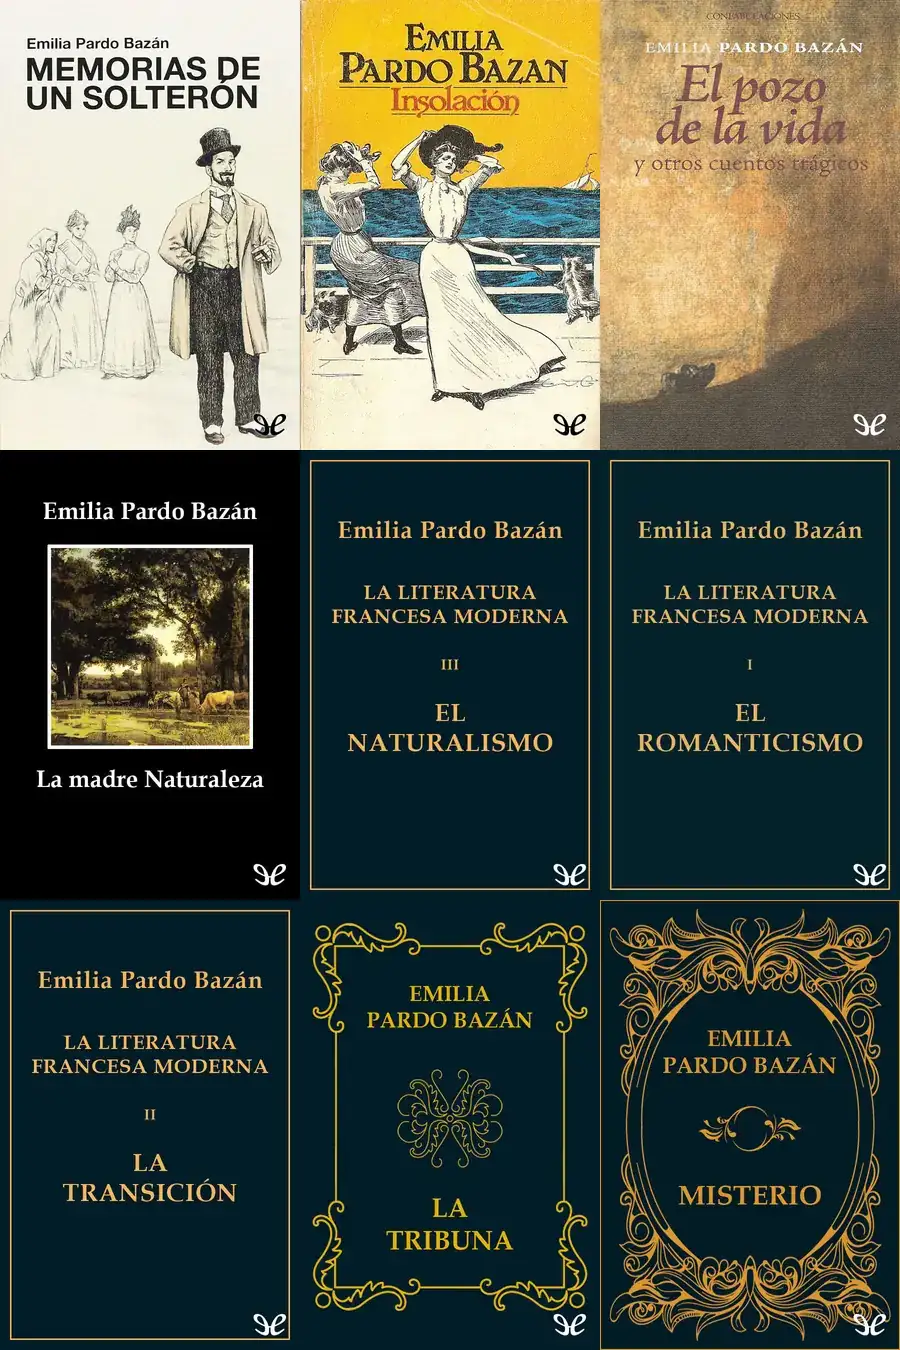 Emilia Pardo Bazán
MEMORIAS DE
UN SOLTERÓN
EMILIA
PARDO BAZAN
Insolación
CONFABULACIONES
EMILIA PARDO BAZÁN
El pozo
de la vida
y otros cuentos trágicos
Emilia Pardo Bazán
La madre Naturaleza
Emilia Pardo Bazán
LA LITERATURA
FRANCESA MODERNA
III
EL
NATURALISMO
Emilia Pardo Bazán
LA LITERATURA
FRANCESA MODERNA
I
EL
ROMANTICISMO
Emilia Pardo Bazán
LA LITERATURA
FRANCESA MODERNA
II
LA
TRANSICIÓN
EMILIA
PARDO BAZÁN
LA
TRIBUNA
EMILIA
PARDO BAZÁN
MISTERIO